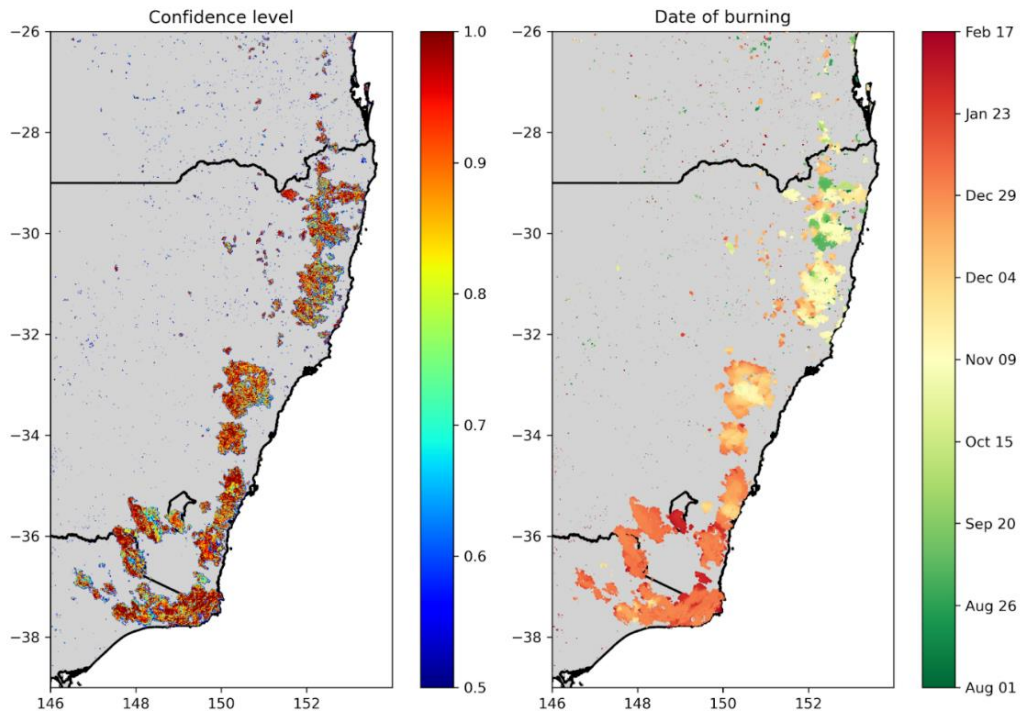 Confidence level
−26
−28
−30
−32
−34
−36
−38
146
148
150
152
1.0
0.9
0.8
0.7
0.6
0.5
Date of burning
−26
−28
−30
−32
−34
−36
−38
146
148
150
152
Feb 17
Jan 23
Dec 29
Dec 04
Nov 09
Oct 15
Sep 20
Aug 26
Aug 01